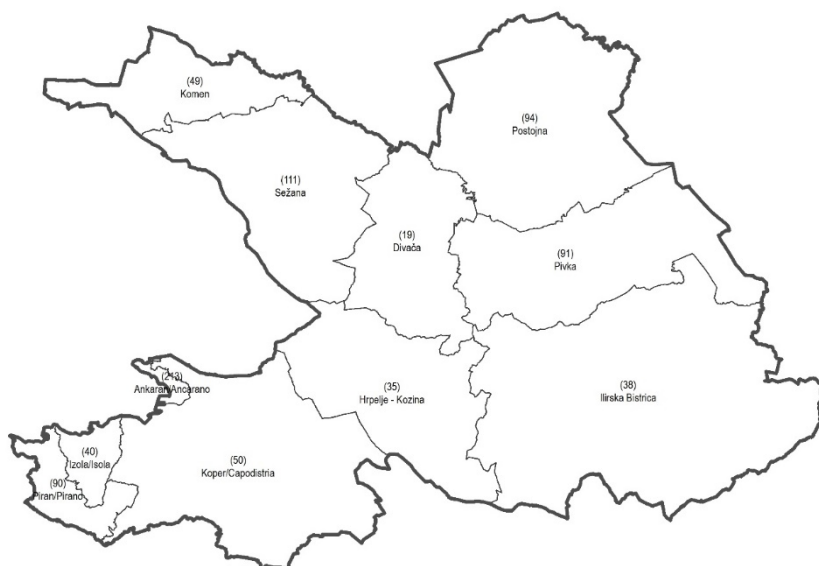 (49)
Komen
(94)
Postojna
(111)
Sežana
(19)
Divača
(91)
Pivka
(213)
Ankaran/Ancarano
(35)
Hrpelje - Kozina
(38)
Ilirska Bistrica
(40)
Izola/Isola
(50)
Koper/Capodistria
(90)
Piran/Pirano